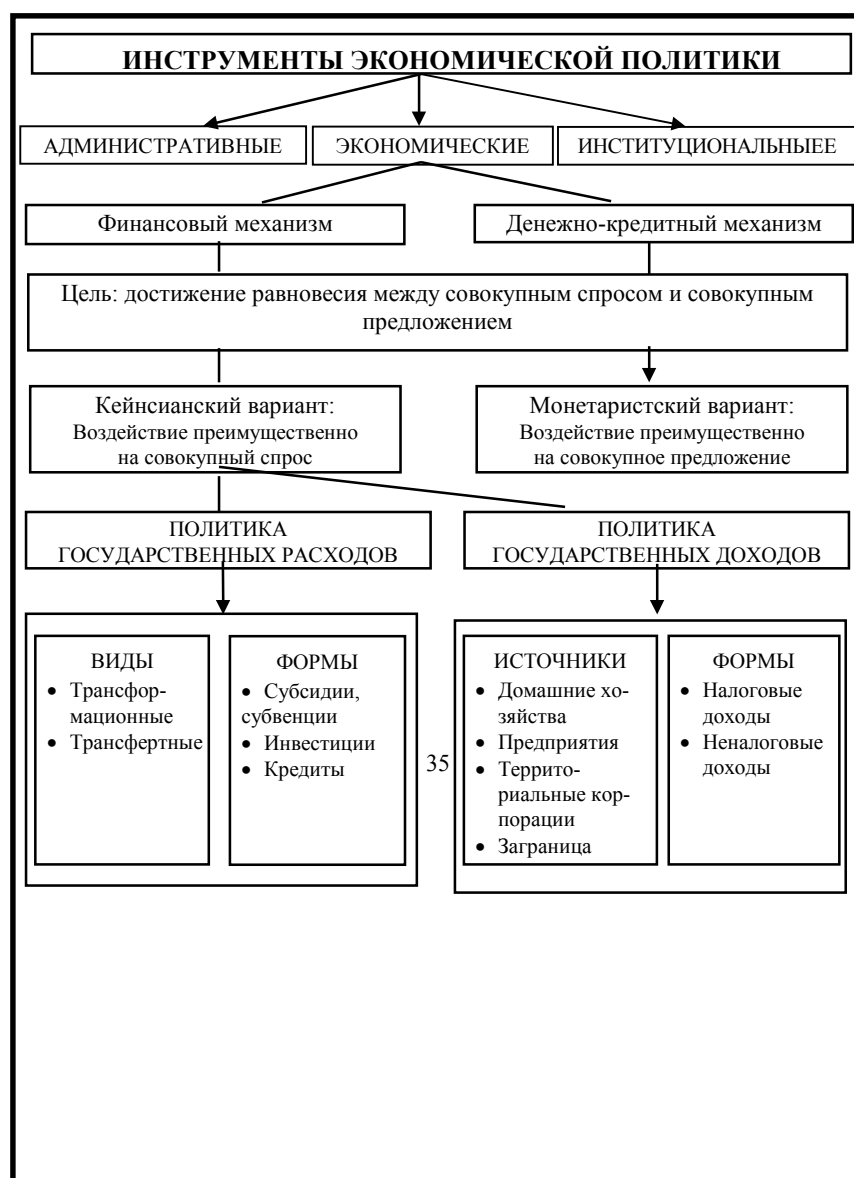 ИНСТРУМЕНТЫ ЭКОНОМИЧЕСКОЙ ПОЛИТИКИ
АДМИНИСТРАТИВНЫЕ
ЭКОНОМИЧЕСКИЕ
ИНСТИТУЦИОНАЛЬНЫЕЕ
Финансовый механизм
Денежно-кредитный механизм
Цель: достижение равновесия между совокупным спросом и совокупным
предложением
Кейнсианский вариант:
Воздействие преимущественно
на совокупный спрос
Монетаристский вариант:
Воздействие преимущественно
на совокупное предложение
ПОЛИТИКА
ГОСУДАРСТВЕННЫХ РАСХОДОВ
ПОЛИТИКА
ГОСУДАРСТВЕННЫХ ДОХОДОВ
ВИДЫ
• Трансфор-
мационные
• Трансфертные
ФОРМЫ
• Субсидии,
субвенции
• Инвестиции
• Кредиты
35
ИСТОЧНИКИ
• Домашние хо-
зяйства
• Предприятия
• Террито-
риальные кор-
порации
• Заграница
ФОРМЫ
• Налоговые
доходы
• Неналоговые
доходы